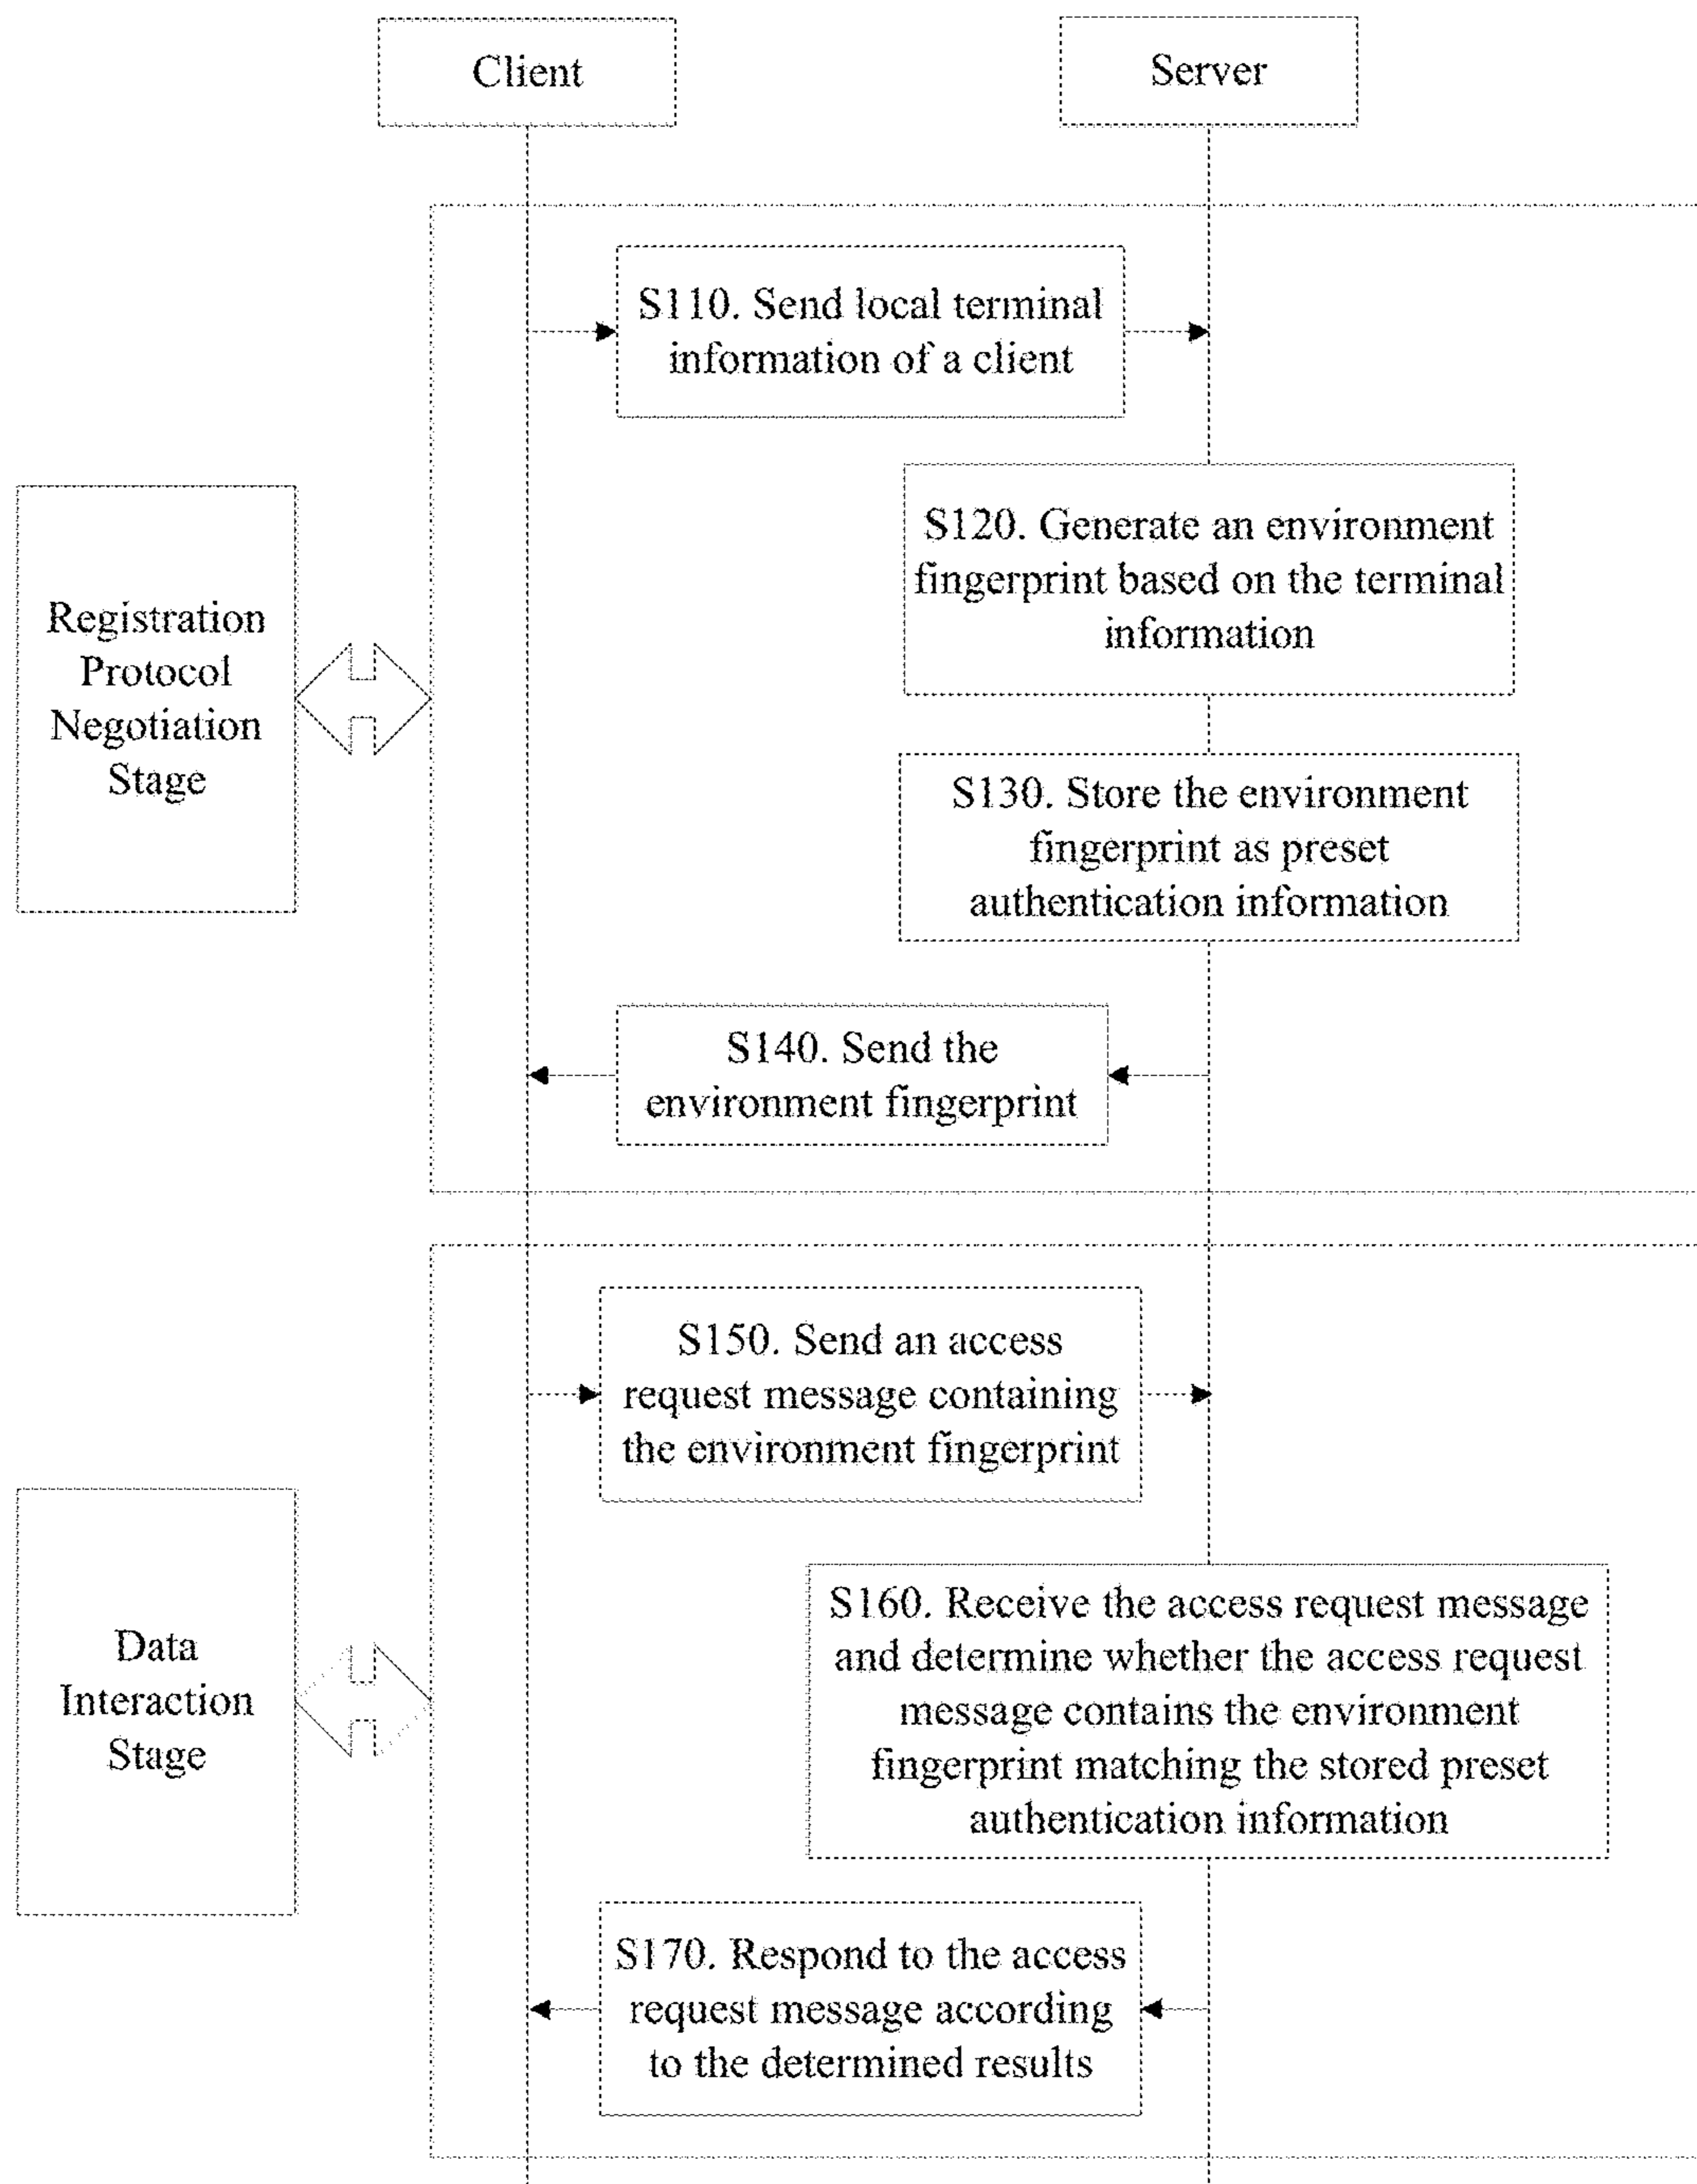 Client
Server
S110. Send local terminal
information of a client
S120. Generate an environment
fingerprint based on the terminal
information
Registration
Protocol
Negotiation
Stage
S130. Store the environment
fingerprint as preset
authentication information
S140. Send the
environment fingerprint
S150. Send an access
request message containing
the environment fingerprint
Data
Interaction
Stage
S160. Receive the access request message
and determine whether the access request
message contains the environment
fingerprint matching the stored preset
authentication information
S170. Respond to the access
request message according
to the determined results